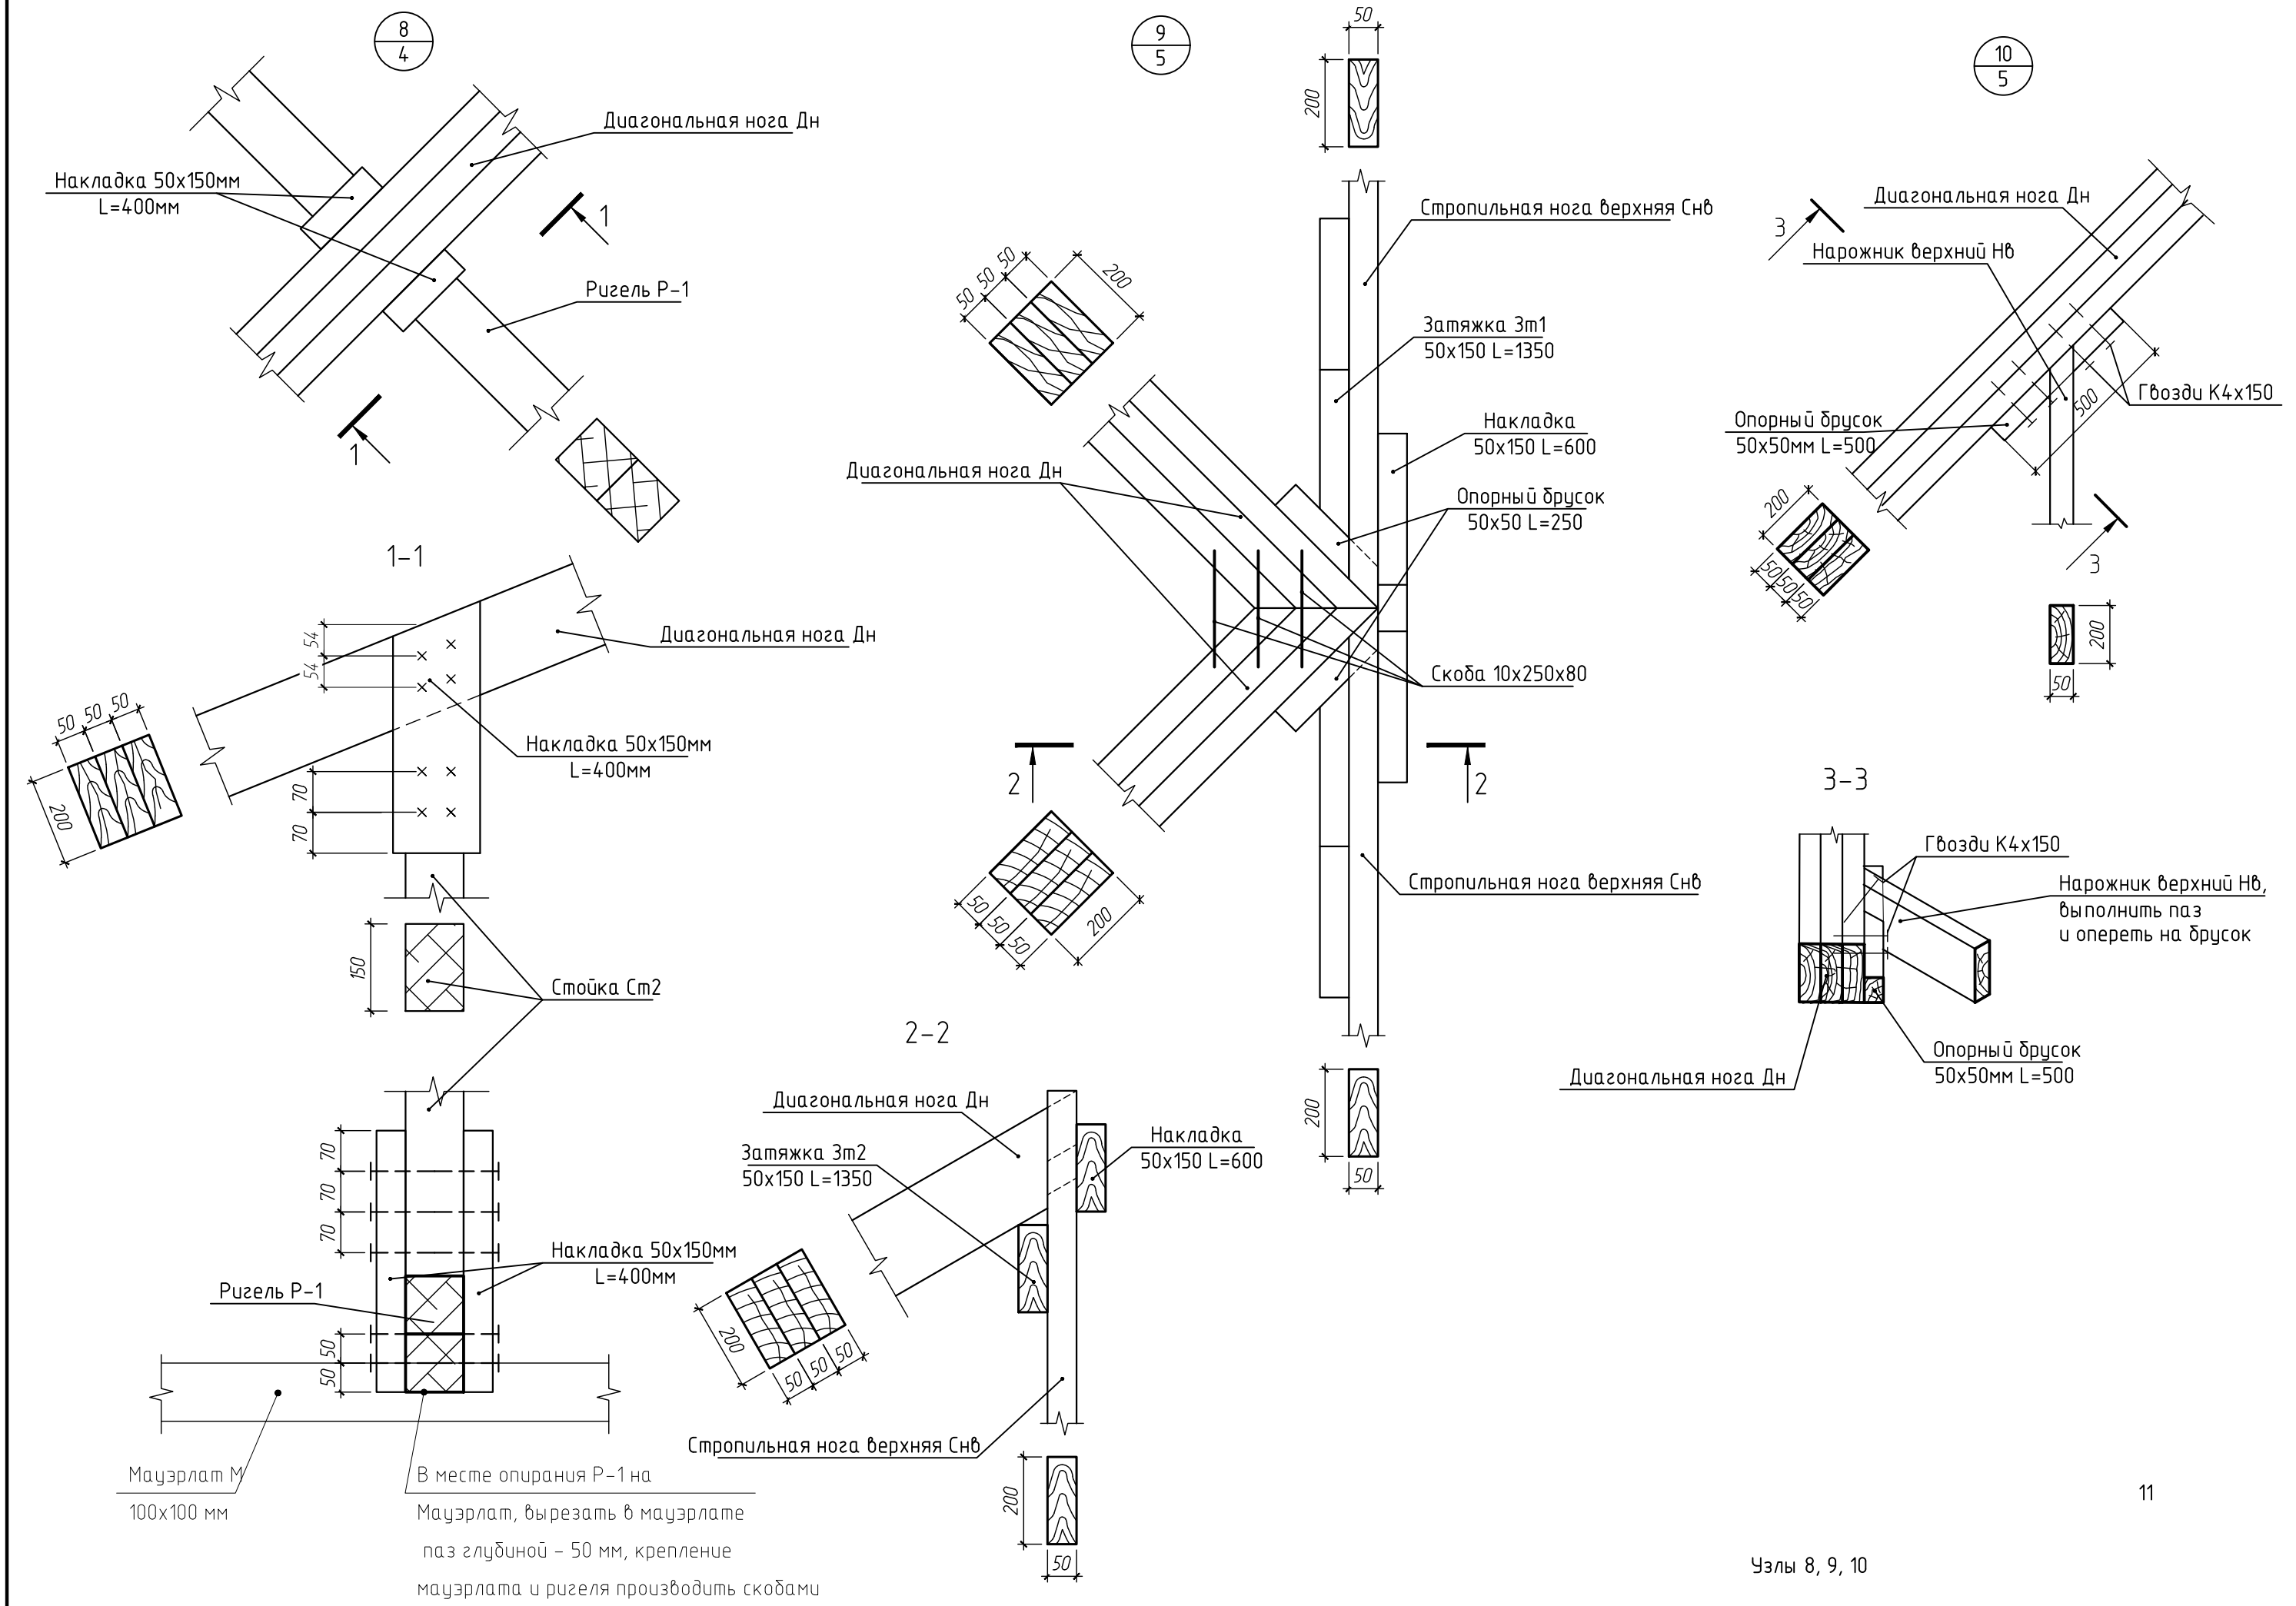 8
4
Диагональная нога Дн
Накладка 50х150мм
L=400мм
1
Ригель Р-1
1
1-1
54
54
Диагональная нога Дн
50
50
50
200
Накладка 50х150мм
L=400мм
70
70
150
Стойка Ст2
70
70
70
Накладка 50х150мм
L=400мм
Ригель Р-1
50
50
Мауэрлат М
100х100 мм
В месте опирания Р-1 на
Мауэрлат, вырезать в мауэрлате
паз глубиной - 50 мм, крепление
мауэрлата и ригеля производить скобами
9
5
50
200
Стропильная нога верхняя Снв
50
50
50
200
Затяжка Зт1
50х150 L=1350
Накладка
50х150 L=600
Диагональная нога Дн
Опорный брусок
50х50 L=250
Скоба 10х250х80
2
2
50
50
50
200
Стропильная нога верхняя Снв
200
50
2-2
Диагональная нога Дн
Затяжка Зт2
50х150 L=1350
Накладка
50х150 L=600
200
50
50
50
Стропильная нога верхняя Снв
200
50
10
5
Диагональная нога Дн
3
Нарожник верхний Нв
Гвозди К4х150
500
Опорный брусок
50х50мм L=500
200
50
50
50
3
200
50
3-3
Гвозди К4х150
Нарожник верхний Нв,
выполнить паз
и опереть на брусок
Опорный брусок
50х50мм L=500
Диагональная нога Дн
11
Узлы 8, 9, 10